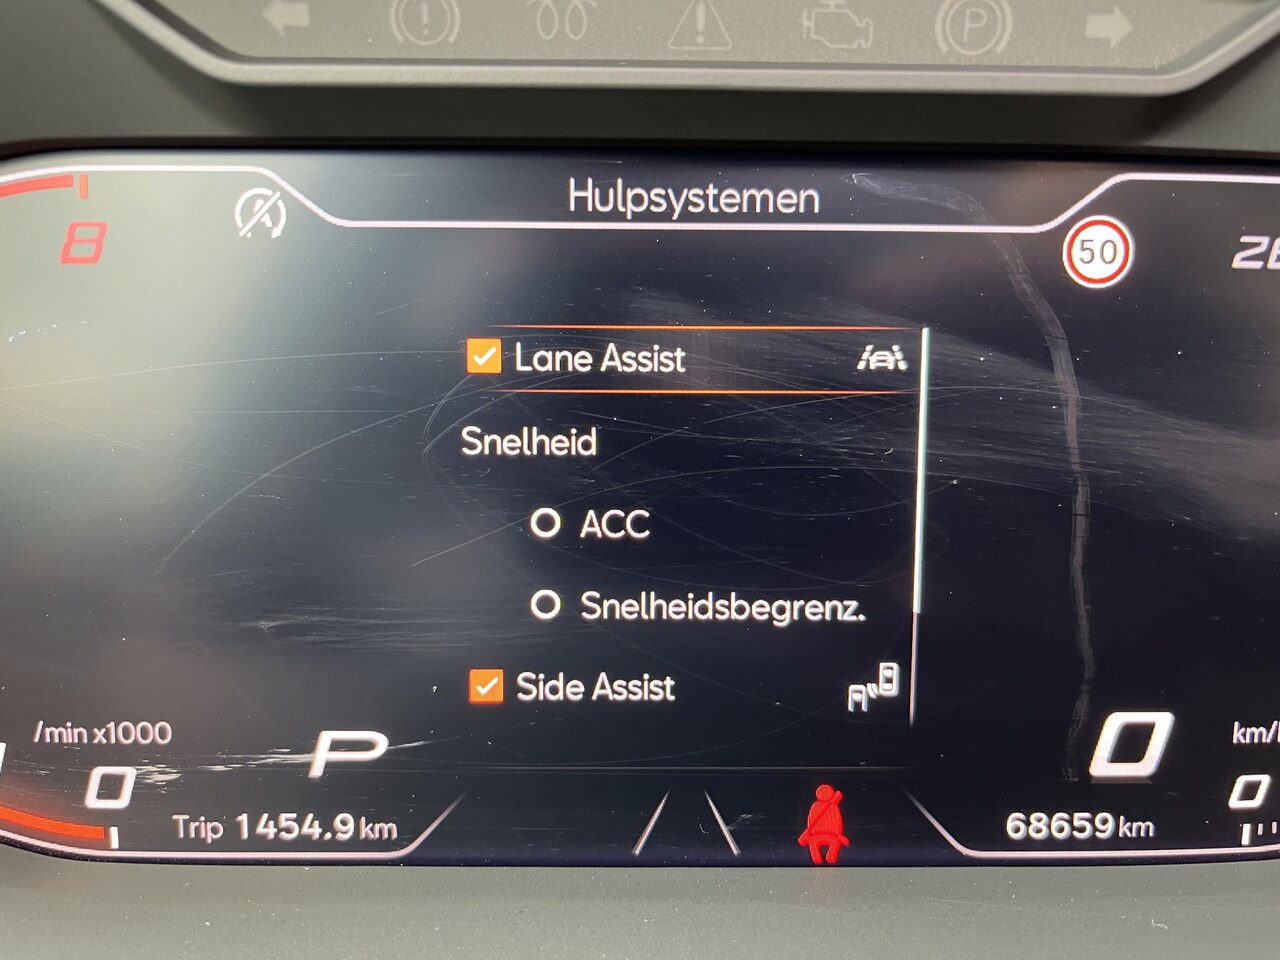 P
Hulpsystemen
8
50
Lane Assist
Snelheid
ACC
Snelheidsbegrenz.
Side Assist
/min x1000
P
0
km/
0
0
Trip 1454.9 km
68659 km